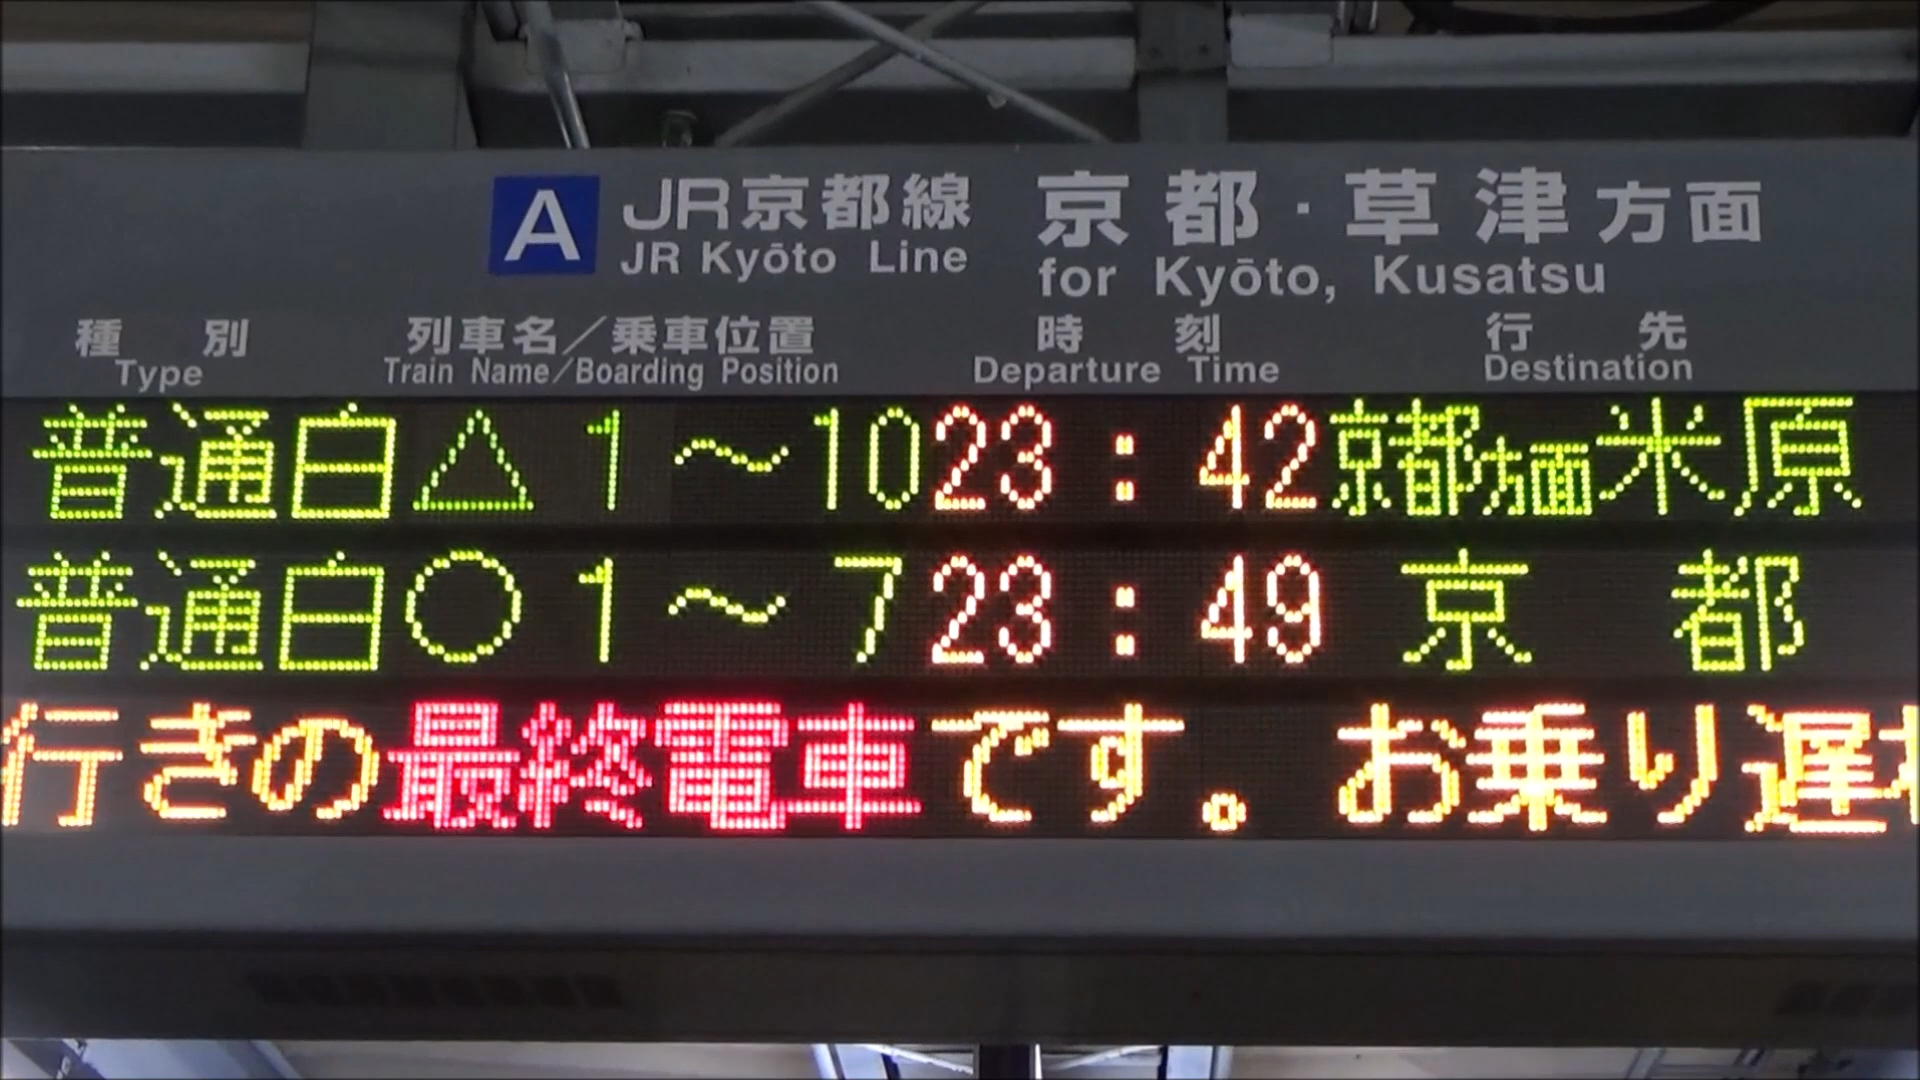 A JR京都線 京都・草津方面
JR Kyōto Line for Kyōto, Kusatsu
種別 列車名／乗車位置 時刻 行先
Type Train Name/Boarding Position Departure Time Destination
普通白△ 1～10 23:42 京都方面米原
普通白○ 1～ 7 23:49 京都
行きの最終電車です。 お乗り遅れ